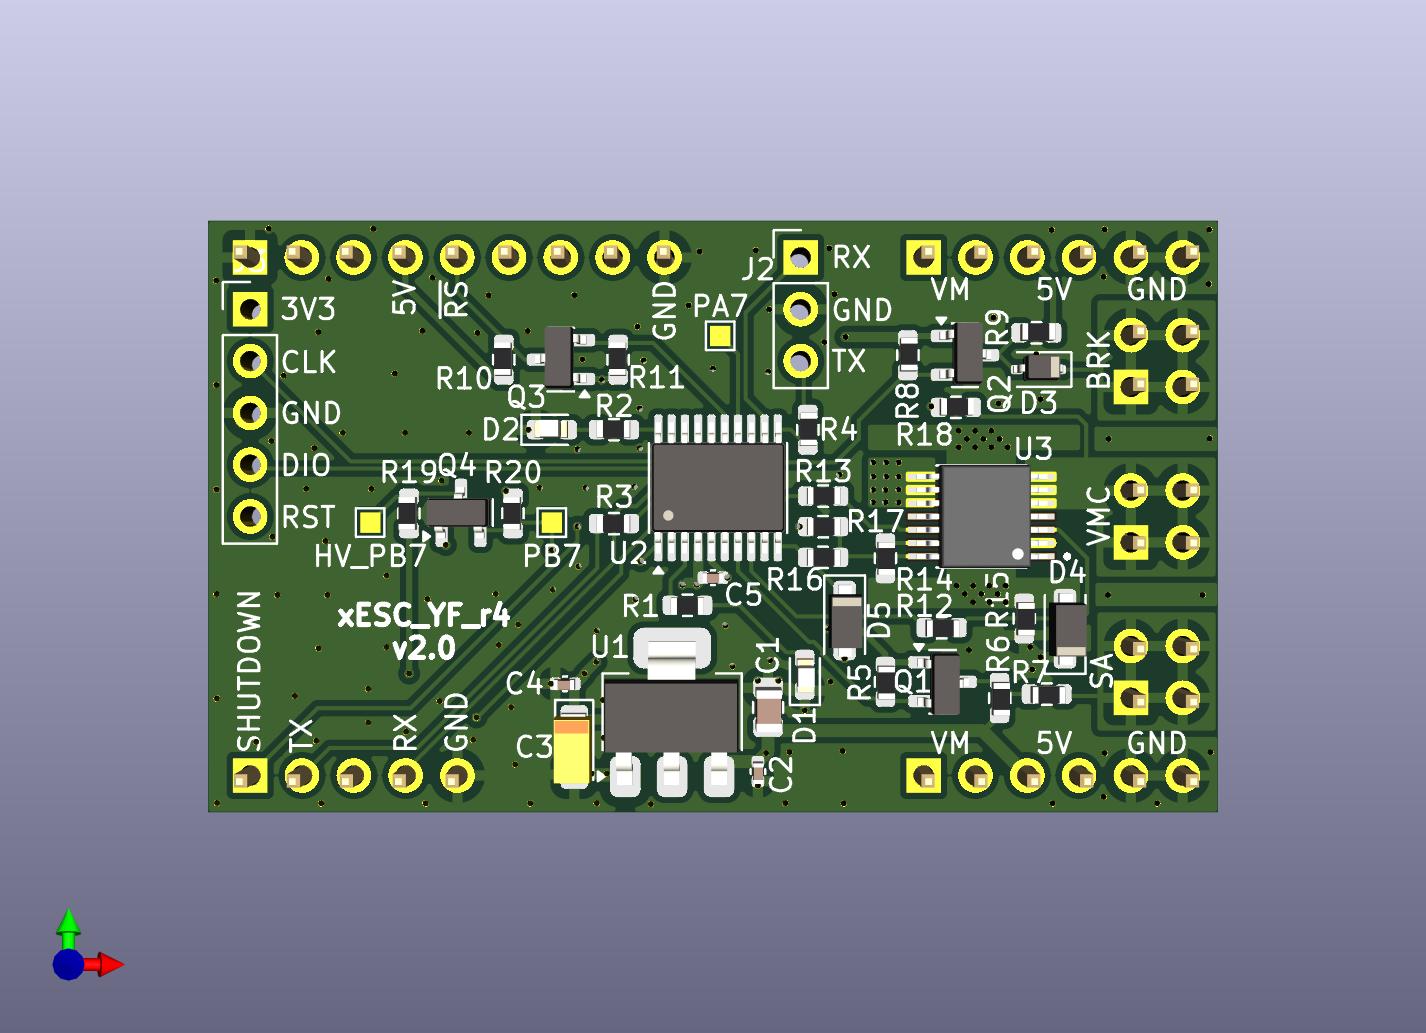 J2
RX
VM
5V
GND
3V3
5V
RS
GND
PA7
GND
TX
R9
BRK
CLK
GND
DIO
RST
R10
R11
Q3
R8
Q2
D3
D2
R2
R4
R18
U3
R19
Q4
R20
R3
R13
R17
VMC
HV_PB7
PB7
U2
R16
R14
D4
C5
R1
R12
R15
D5
xESC_YF_r4
v2.0
U1
C1
R6
R7
SA
SHUTDOWN
C4
R5
Q1
TX
RX
GND
C3
D1
C2
VM
5V
GND